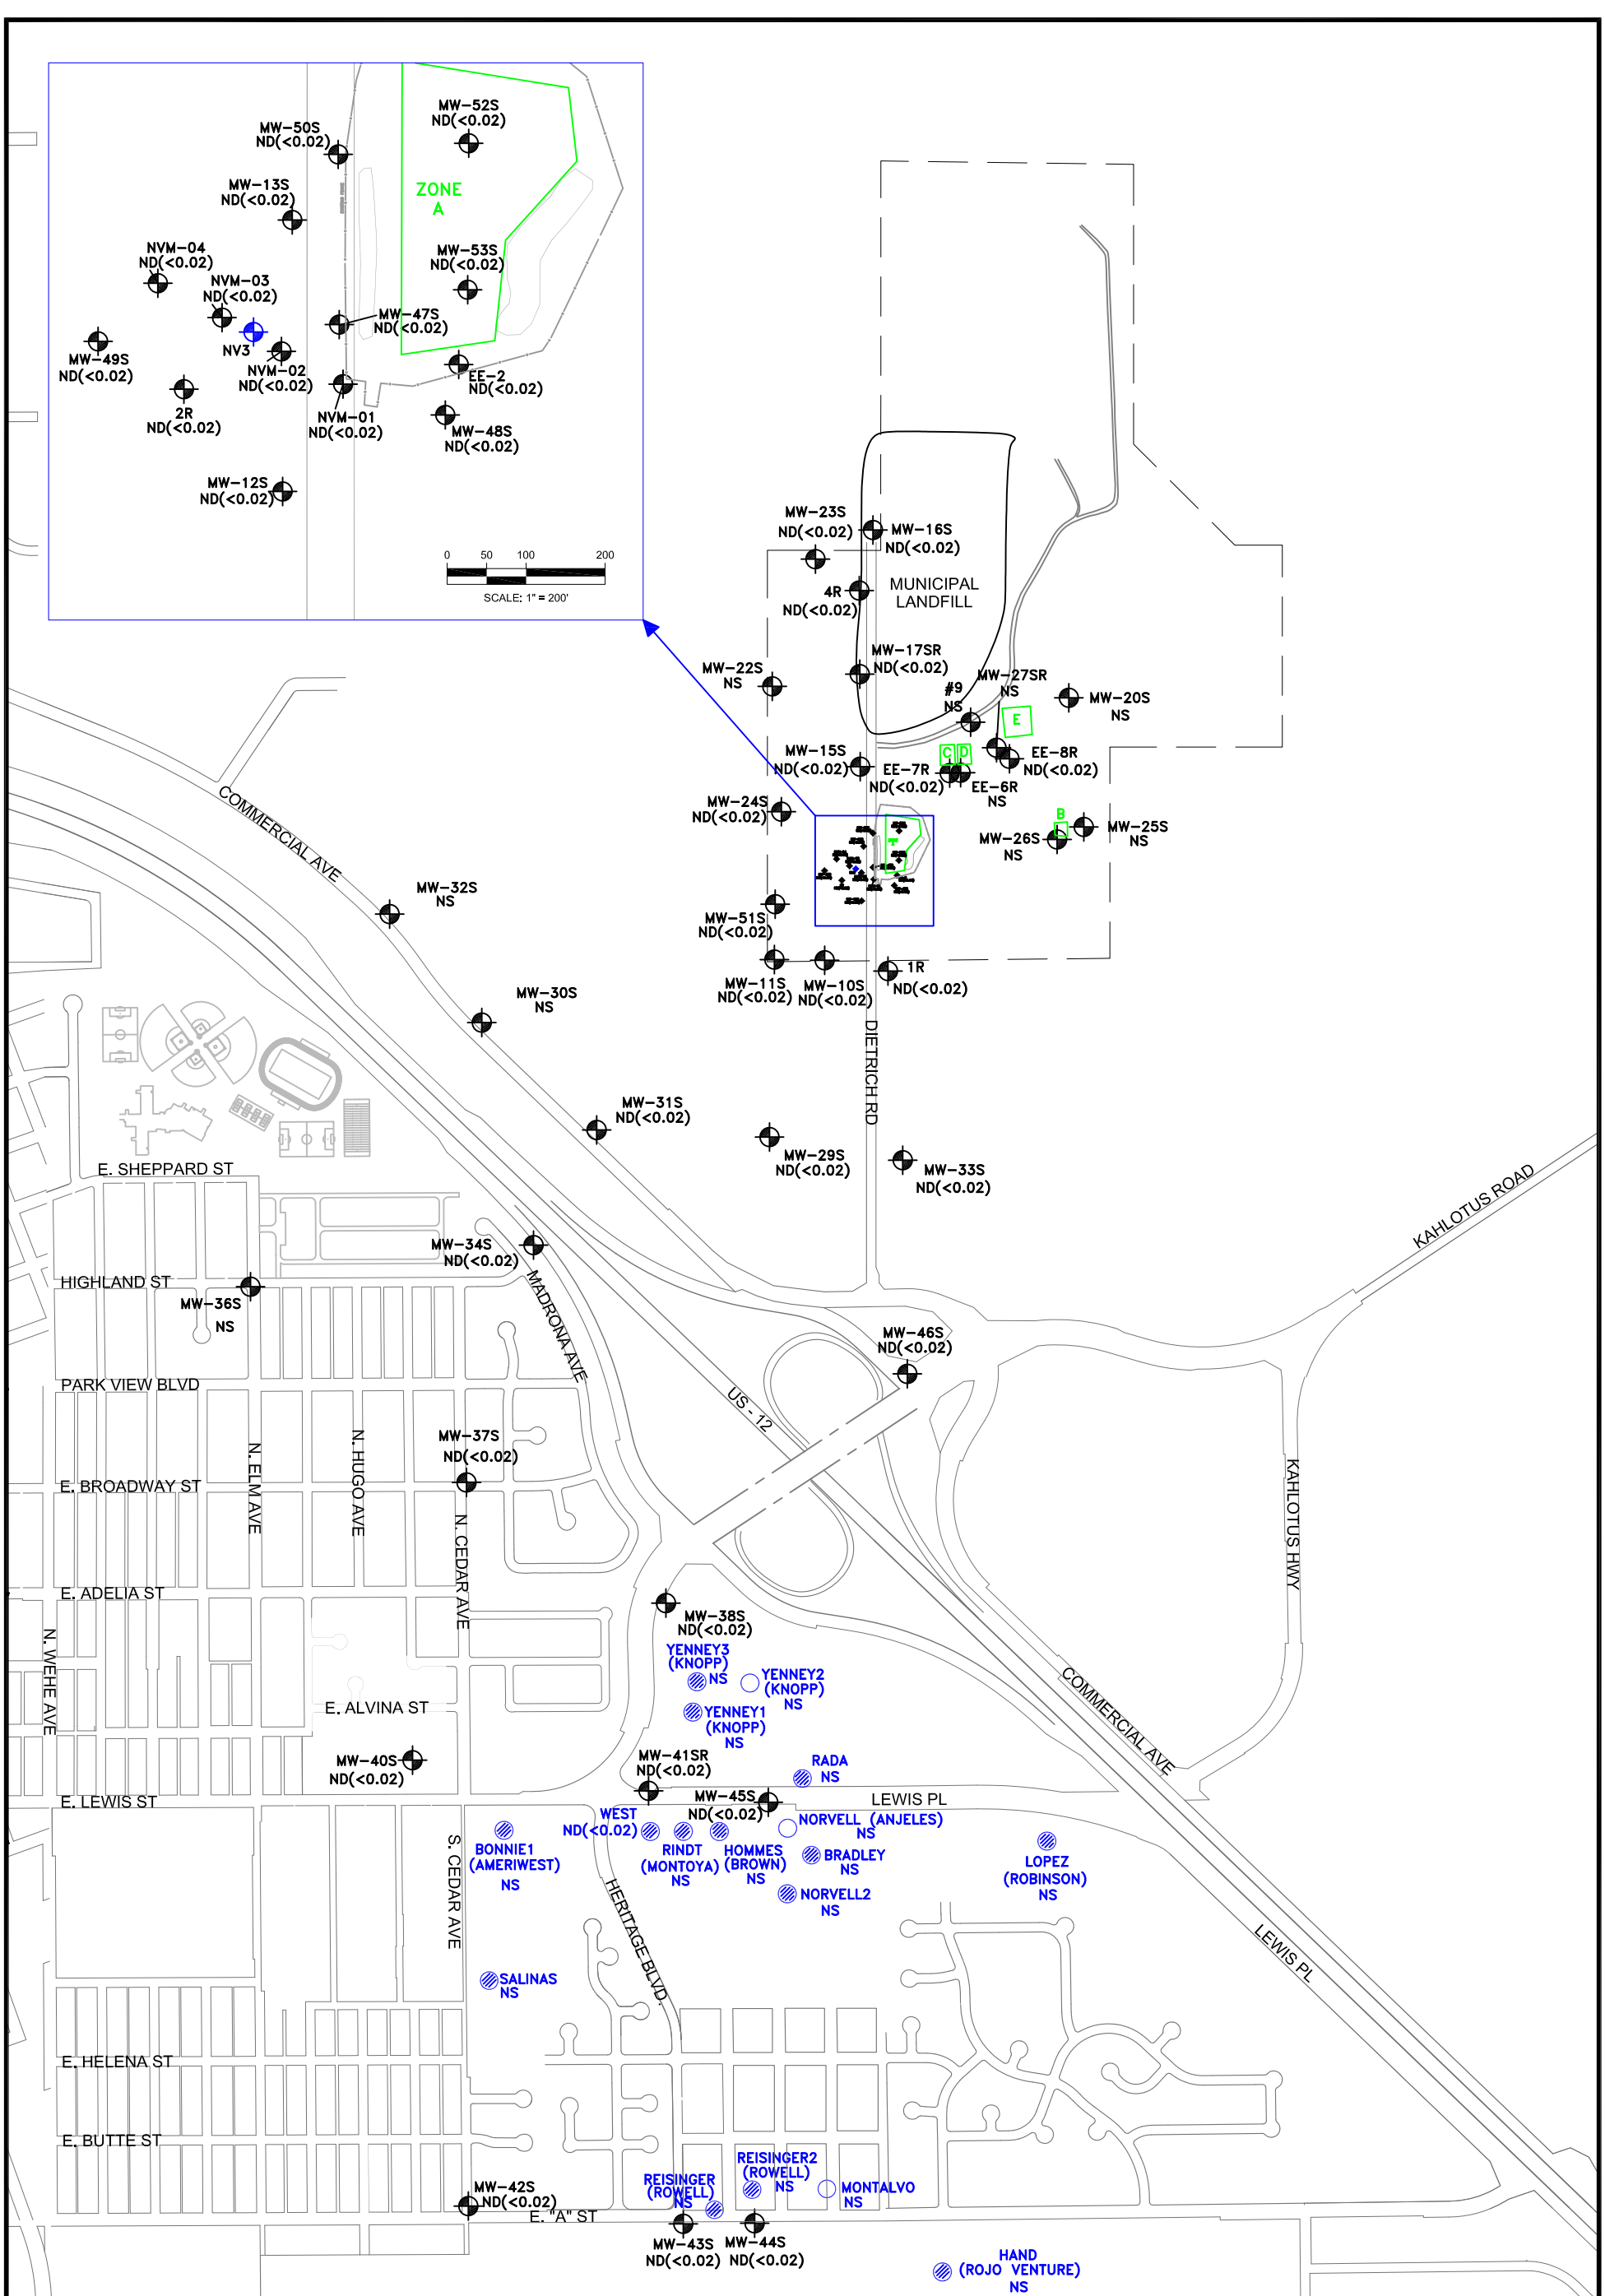 MW-52S
ND(<0.02)
MW-50S
ND(<0.02)
MW-13S
ND(<0.02)
ZONE
A
NVM-04
ND(<0.02)
NVM-03
ND(<0.02)
MW-53S
ND(<0.02)
MW-47S
ND(<0.02)
NV3
MW-49S
ND(<0.02)
NVM-02
ND(<0.02)
EE-2
ND(<0.02)
2R
ND(<0.02)
NVM-01
ND(<0.02)
MW-48S
ND(<0.02)
MW-12S
ND(<0.02)
0 50 100 200
SCALE: 1" = 200'
MW-23S
ND(<0.02)
MW-16S
ND(<0.02)
4R
ND(<0.02)
MUNICIPAL
LANDFILL
MW-17SR
ND(<0.02)
MW-22S
NS
#9
NS
MW-27SR
NS
MW-20S
NS
E
MW-15S
ND(<0.02)
C
D
EE-7R
ND(<0.02)
EE-8R
ND(<0.02)
EE-6R
NS
MW-24S
ND(<0.02)
B
MW-25S
NS
MW-26S
NS
COMMERCIAL AVE
MW-32S
NS
MW-51S
ND(<0.02)
MW-11S
ND(<0.02)
MW-10S
ND(<0.02)
1R
ND(<0.02)
MW-30S
NS
DIETRICH RD
MW-31S
ND(<0.02)
MW-29S
ND(<0.02)
MW-33S
ND(<0.02)
E. SHEPPARD ST
KAHLOTUS ROAD
MW-34S
ND(<0.02)
HIGHLAND ST
MW-36S
NS
MADRONA AVE
MW-46S
ND(<0.02)
PARK VIEW BLVD
US - 12
MW-37S
ND(<0.02)
N. ELM AVE
N. HUGO AVE
E. BROADWAY ST
N. CEDAR AVE
KAHLOTUS HWY
E. ADELIA ST
MW-38S
ND(<0.02)
N. WEHE AVE
YENNEY3
(KNOPP)
NS
YENNEY2
(KNOPP)
NS
YENNEY1
(KNOPP)
NS
COMMERCIAL AVE
E. ALVINA ST
MW-40S
ND(<0.02)
MW-41SR
ND(<0.02)
RADA
NS
MW-45S
ND(<0.02)
LEWIS PL
E. LEWIS ST
WEST
ND(<0.02)
NORVELL (ANJELES)
NS
BONNIE1
(AMERIWEST)
NS
RINDT
(MONTOYA)
NS
HOMMES
(BROWN)
NS
BRADLEY
NS
LOPEZ
(ROBINSON)
NS
NORVELL2
NS
S. CEDAR AVE
HERITAGE BLVD.
LEWIS PL
SALINAS
NS
E. HELENA ST
E. BUTTE ST
REISINGER2
(ROWELL)
NS
REISINGER
(ROWELL)
NS
MONTALVO
NS
MW-42S
ND(<0.02)
E. "A" ST
MW-43S
ND(<0.02)
MW-44S
ND(<0.02)
HAND
(ROJO VENTURE)
NS